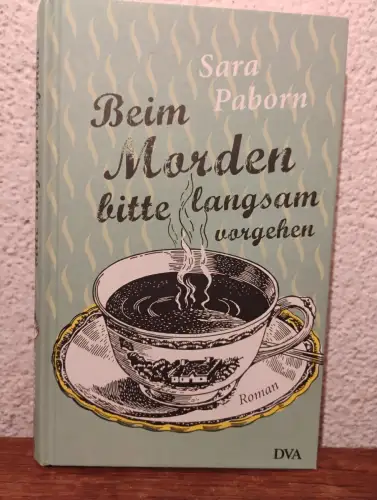 Sara
Paborn
Beim
Morden
bitte langsam
vorgehen
Roman
DVA